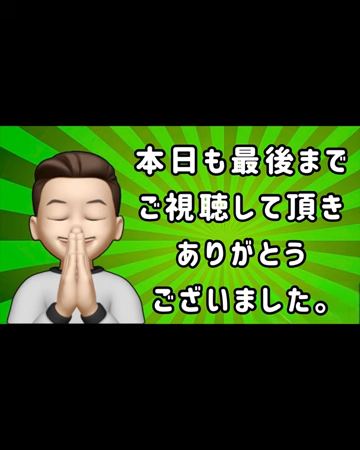 本日も最後まで
ご視聴して頂き
ありがとう
ございました。